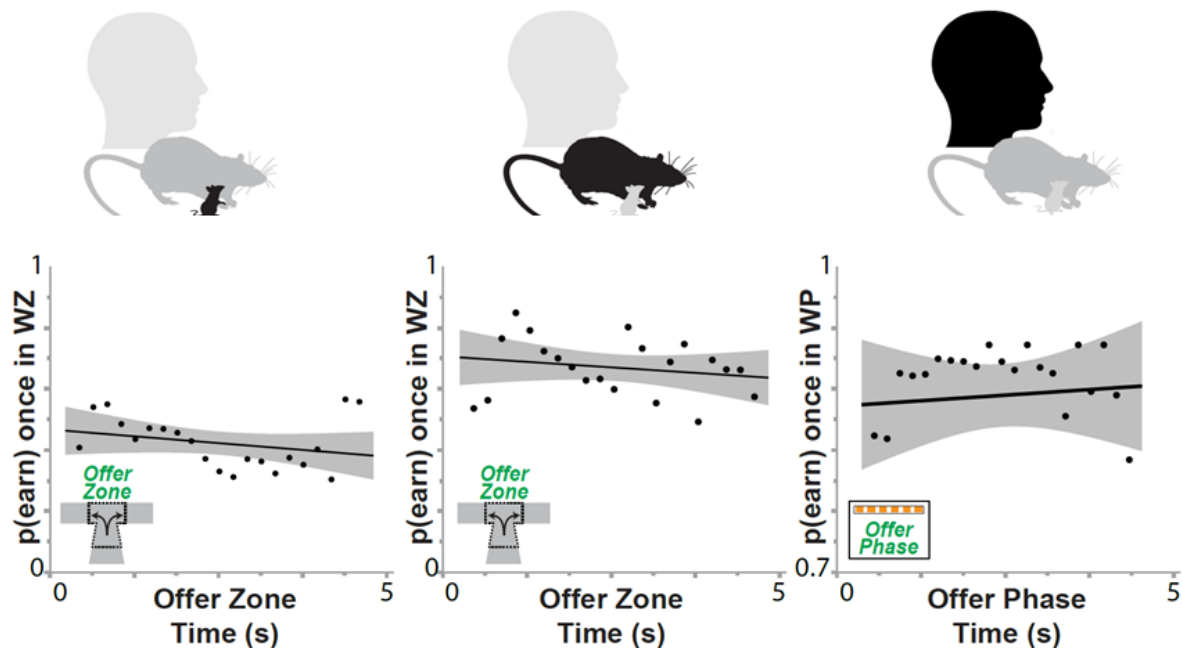 1
p(earn) once in WZ
Offer
Zone
0
0
5
Offer Zone
Time (s)
1
p(earn) once in WZ
Offer
Zone
0
0
5
Offer Zone
Time (s)
1
p(earn) once in WP
Offer
Phase
0.7
0
5
Offer Phase
Time (s)